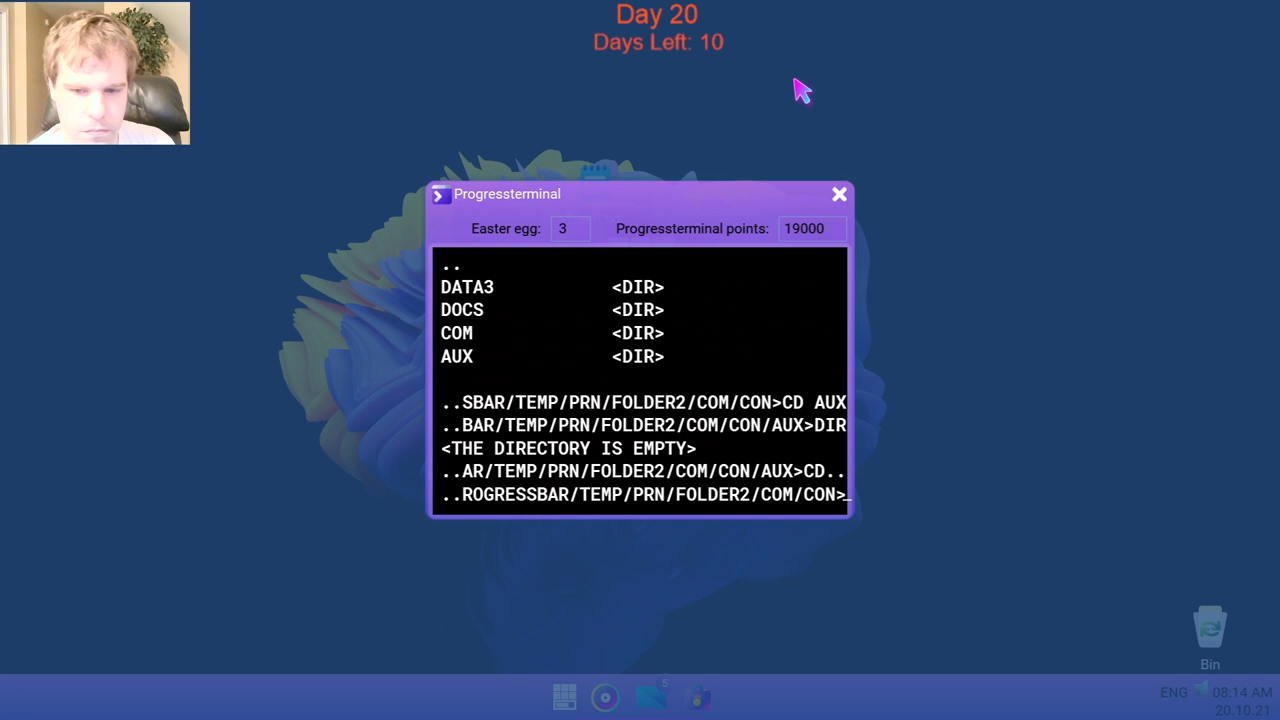 Day 20
Days Left: 10
Progressterminal
Easter egg: 3 Progressterminal points: 19000
..
DATA3 <DIR>
DOCS <DIR>
COM <DIR>
AUX <DIR>
..SBAR/TEMP/PRN/FOLDER2/COM/CON>CD AUX
..BAR/TEMP/PRN/FOLDER2/COM/CON/AUX>DIR
<THE DIRECTORY IS EMPTY>
..AR/TEMP/PRN/FOLDER2/COM/CON/AUX>CD..
..ROGRESSBAR/TEMP/PRN/FOLDER2/COM/CON>_
Bin
5
ENG 08:14 AM
20.10.21